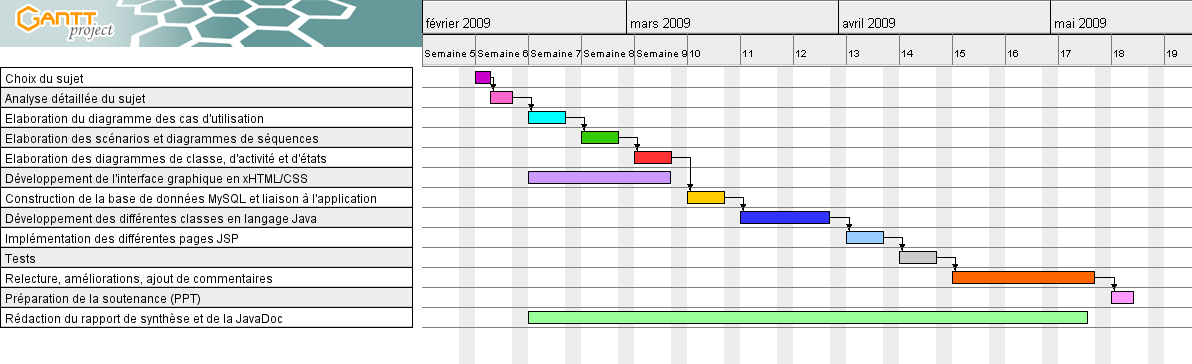 GANTT project
février 2009 mars 2009 avril 2009 mai 2009
Semaine 5 Semaine 6 Semaine 7 Semaine 8 Semaine 9 10 11 12 13 14 15 16 17 18 19
Choix du sujet
Analyse détaillée du sujet
Elaboration du diagramme des cas d'utilisation
Elaboration des scénarios et diagrammes de séquences
Elaboration des diagrammes de classe, d'activité et d'états
Développement de l'interface graphique en xHTML/CSS
Construction de la base de données MySQL et liaison à l'application
Développement des différentes classes en langage Java
Implémentation des différentes pages JSP
Tests
Relecture, améliorations, ajout de commentaires
Préparation de la soutenance (PPT)
Rédaction du rapport de synthèse et de la JavaDoc